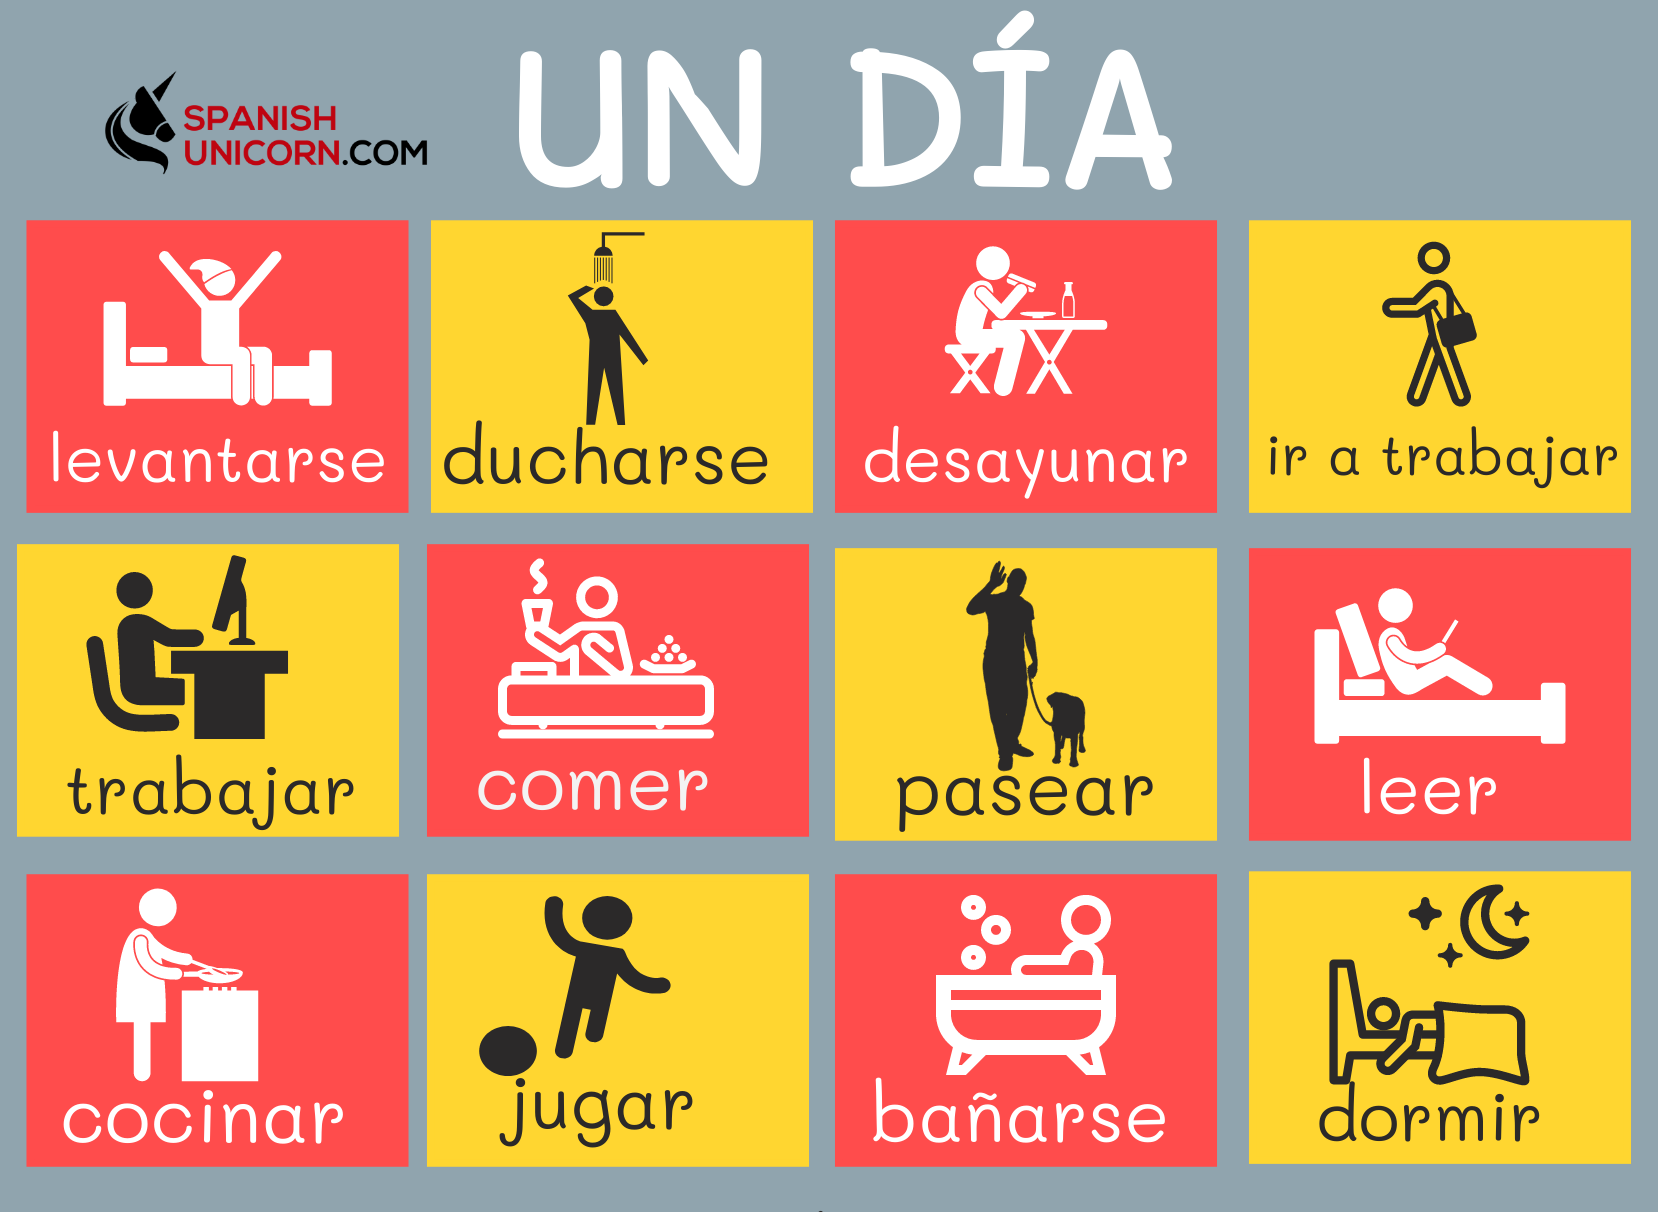 SPANISH
UNICORN.COM
UN DÍA
levantarse
ducharse
desayunar
ir a trabajar
trabajar
comer
pasear
leer
cocinar
jugar
bañarse
dormir